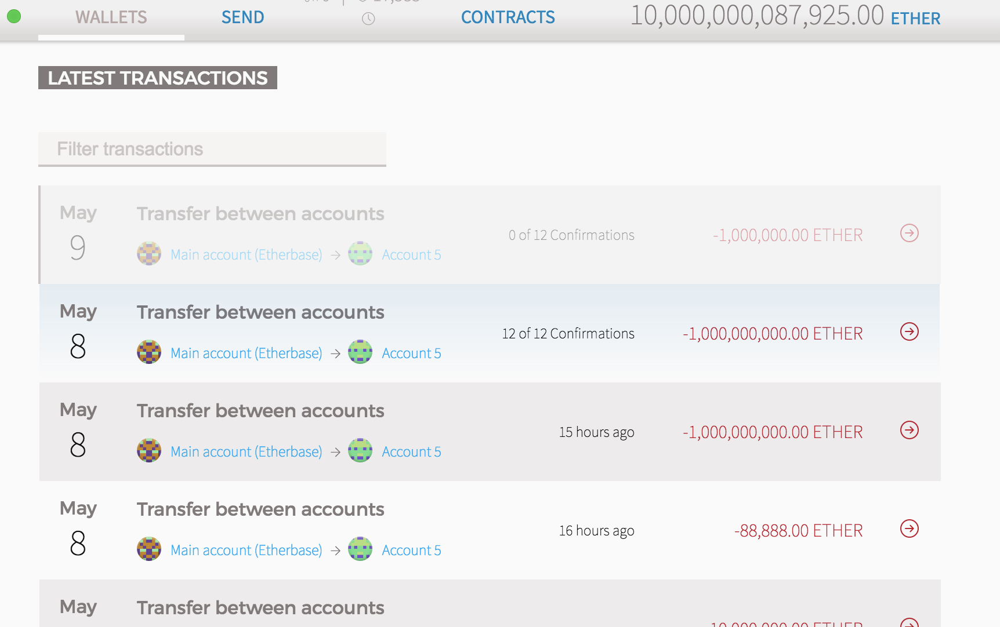 WALLETS SEND CONTRACTS 10,000,000,087,925.00 ETHER
LATEST TRANSACTIONS
Filter transactions
May Transfer between accounts
9 Main account (Etherbase) → Account 5 0 of 12 Confirmations -1,000,000.00 ETHER
May Transfer between accounts
8 Main account (Etherbase) → Account 5 12 of 12 Confirmations -1,000,000,000.00 ETHER
May Transfer between accounts
8 Main account (Etherbase) → Account 5 15 hours ago -1,000,000,000.00 ETHER
May Transfer between accounts
8 Main account (Etherbase) → Account 5 16 hours ago -88,888.00 ETHER
May Transfer between accounts